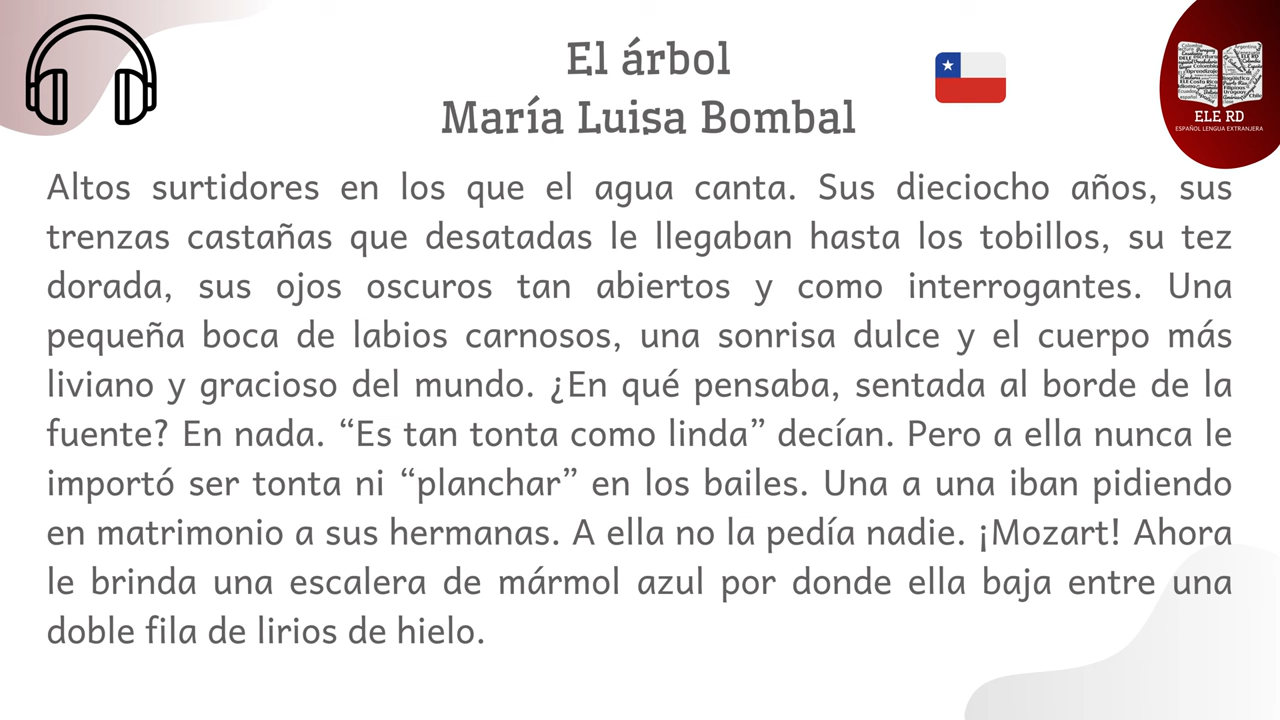 El árbol
María Luisa Bombal
Altos surtidores en los que el agua canta. Sus dieciocho años, sus
trenzas castañas que desatadas le llegaban hasta los tobillos, su tez
dorada, sus ojos oscuros tan abiertos y como interrogantes. Una
pequeña boca de labios carnosos, una sonrisa dulce y el cuerpo más
liviano y gracioso del mundo. ¿En qué pensaba, sentada al borde de la
fuente? En nada. “Es tan tonta como linda” decían. Pero a ella nunca le
importó ser tonta ni “planchar” en los bailes. Una a una iban pidiendo
en matrimonio a sus hermanas. A ella no la pedía nadie. ¡Mozart! Ahora
le brinda una escalera de mármol azul por donde ella baja entre una
doble fila de lirios de hielo.
ELE RD
ESPAÑOL LENGUA EXTRANJERA